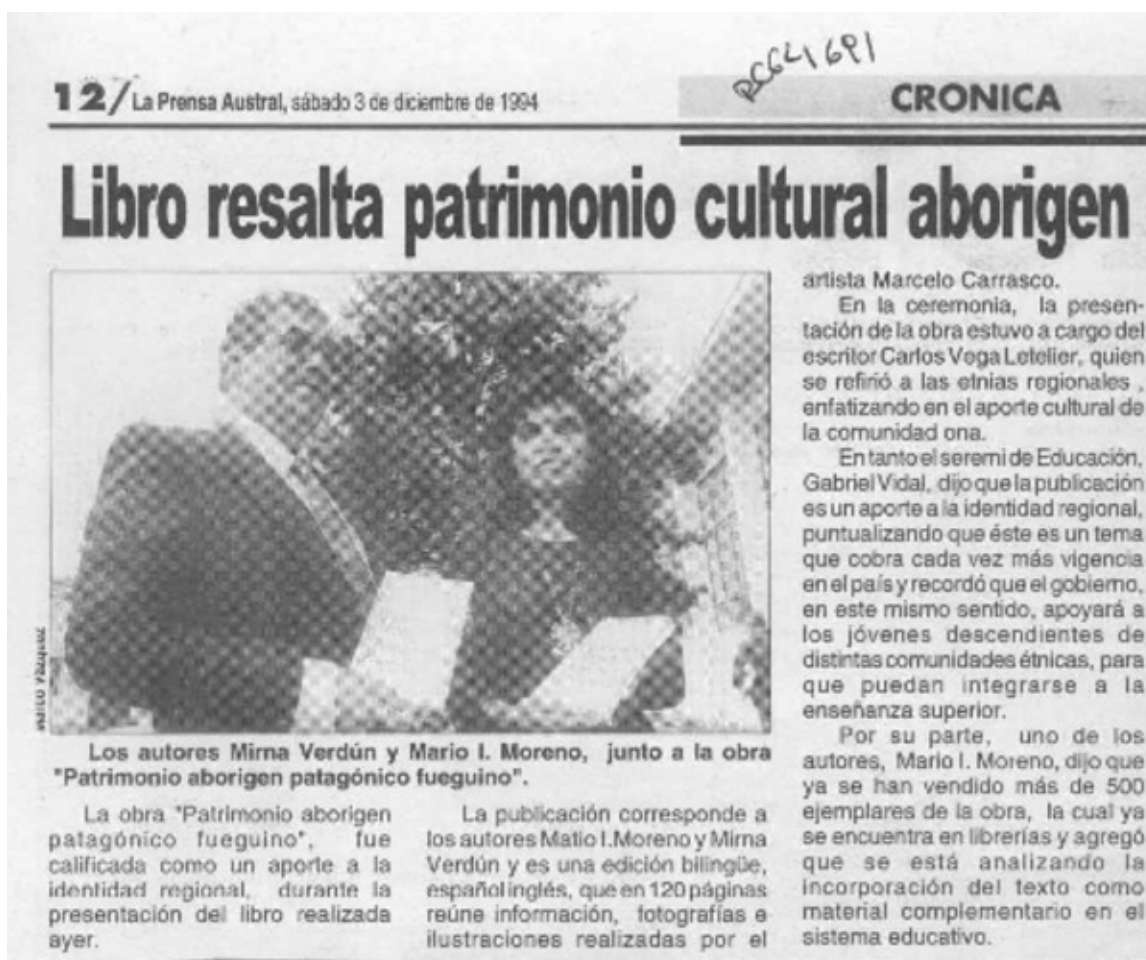 12/ La Prensa Austral, sábado 3 de diciembre de 1994
CRONICA
Libro resalta patrimonio cultural aborigen
Los autores Mirna Verdún y Mario I. Moreno, junto a la obra
"Patrimonio aborigen patagónico fueguino".
La obra "Patrimonio aborigen
patagónico fueguino", fue
calificada como un aporte a la
identidad regional, durante la
presentación del libro realizada
ayer.
La publicación corresponde a
los autores Matio I.Moreno y Mirna
Verdún y es una edición bilingüe,
español inglés, que en 120 páginas
reúne información, fotografías e
ilustraciones realizadas por el
artista Marcelo Carrasco.
En la ceremonia, la presen-
tación de la obra estuvo a cargo del
escritor Carlos Vega Letelier, quien
se refirió a las etnias regionales ,
enfatizando en el aporte cultural de
la comunidad ona.
En tanto el seremi de Educación,
Gabriel Vidal, dijo que la publicación
es un aporte a la identidad regional,
puntualizando que éste es un tema
que cobra cada vez más vigencia
en el país y recordó que el gobierno,
en este mismo sentido, apoyará a
los jóvenes descendientes de
distintas comunidades étnicas, para
que puedan integrarse a la
enseñanza superior.
Por su parte, uno de los
autores, Mario I. Moreno, dijo que
ya se han vendido más de 500
ejemplares de la obra, la cual ya
se encuentra en librerías y agregó
que se está analizando la
incorporación del texto como
material complementario en el
sistema educativo.